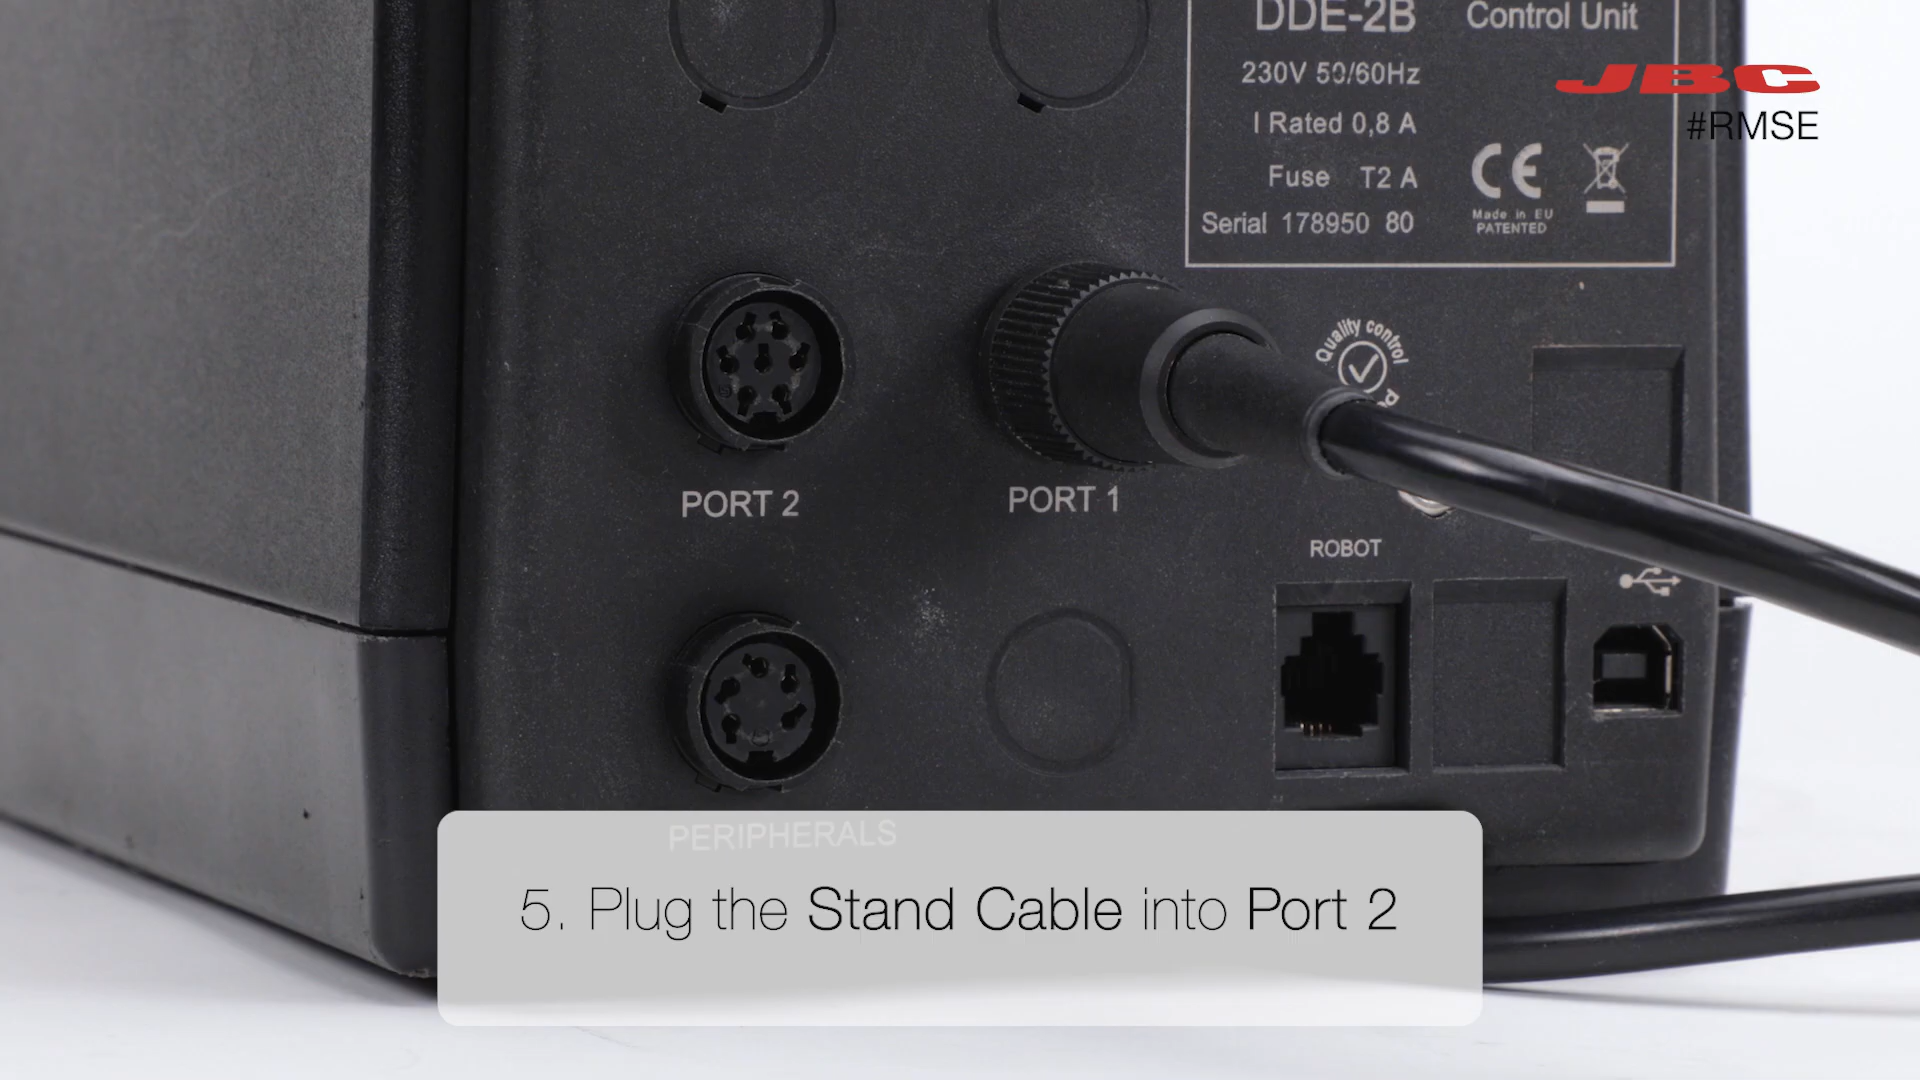 DDE-2B Control Unit
230V 50/60Hz
I Rated 0,8 A
Fuse T2 A
Serial 178950 80
CE
Made in EU
PATENTED
JBC
#RMSE
Quality control
PORT 2
PORT 1
ROBOT
PERIPHERALS
5. Plug the Stand Cable into Port 2